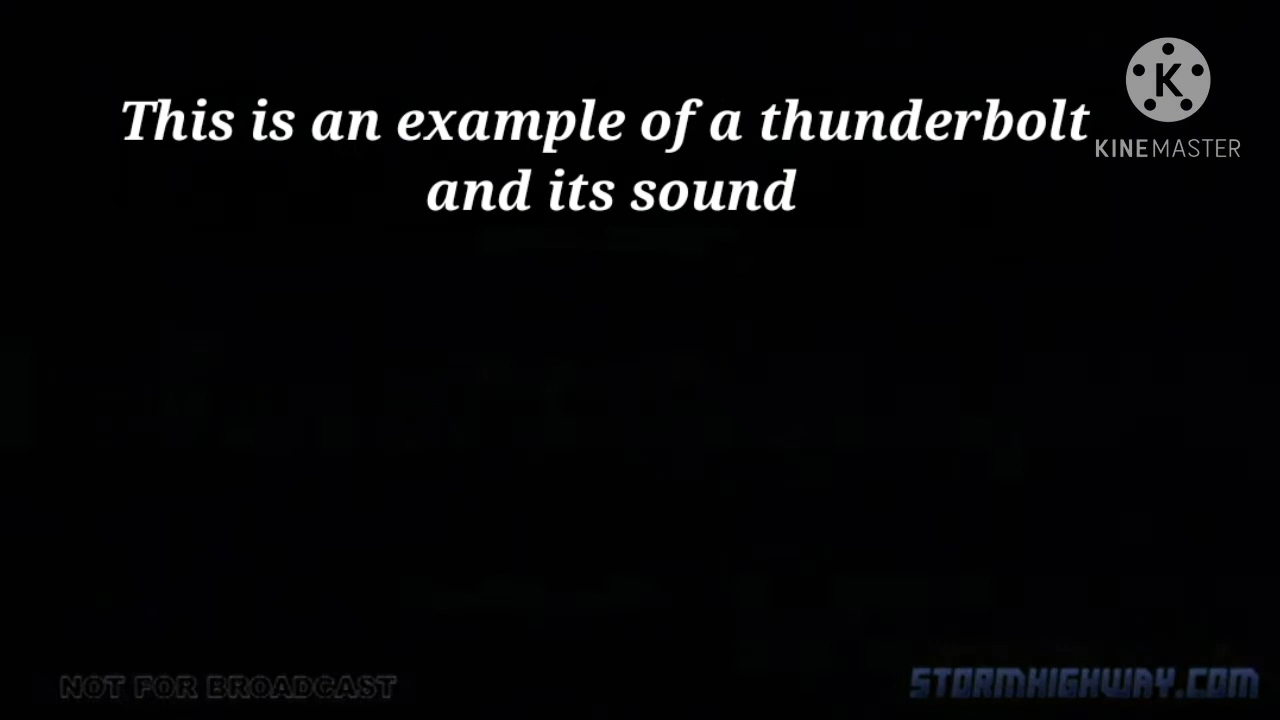 This is an example of a thunderbolt
and its sound
K
KINEMASTER
NOT FOR BROADCAST
STORMHIGHWAY.COM